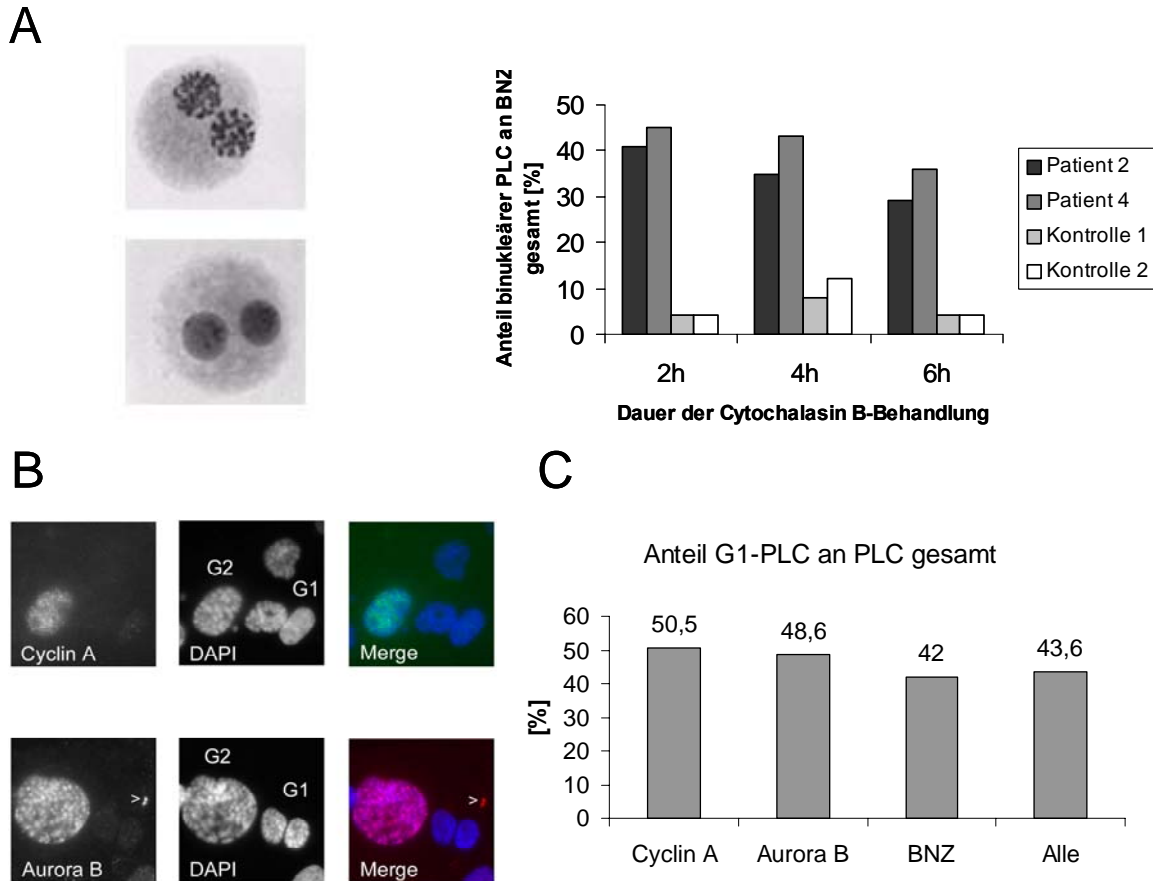 A
Anteil binukleärer PLC an BNZ
gesamt [%]
50
40
30
20
10
0
2h
4h
6h
Dauer der Cytochalasin B-Behandlung
Patient 2
Patient 4
Kontrolle 1
Kontrolle 2
B
Cyclin A
G2
G1
DAPI
Merge
>
Aurora B
G2
G1
DAPI
>
Merge
C
Anteil G1-PLC an PLC gesamt
[%]
60
50
40
30
20
10
0
50,5
48,6
42
43,6
Cyclin A
Aurora B
BNZ
Alle